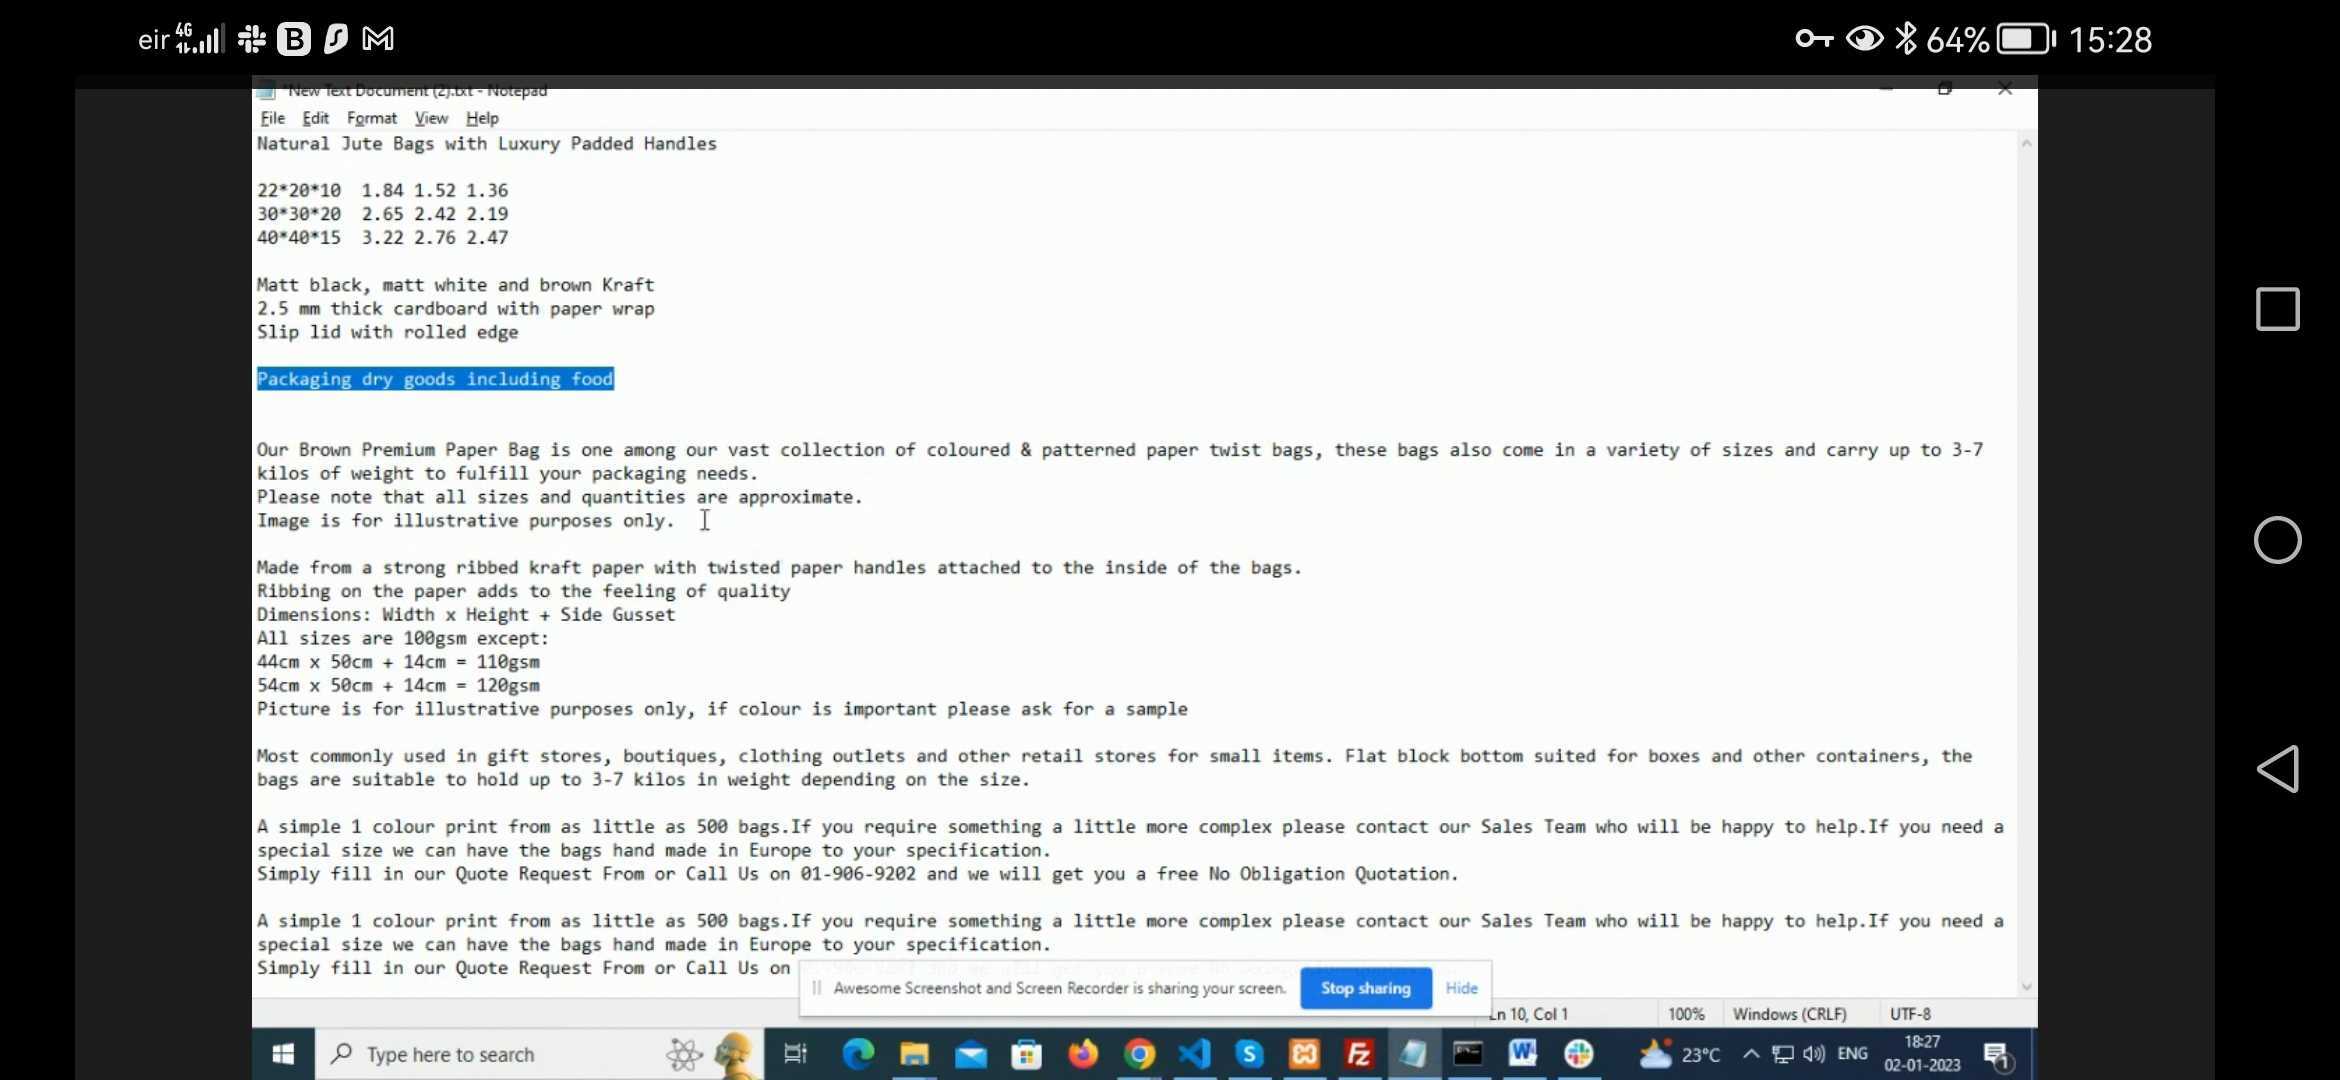 eir 4G 64% 15:28
*New Text Document (2).txt - Notepad
File Edit Format View Help
Natural Jute Bags with Luxury Padded Handles
22*20*10 1.84 1.52 1.36
30*30*20 2.65 2.42 2.19
40*40*15 3.22 2.76 2.47
Matt black, matt white and brown Kraft
2.5 mm thick cardboard with paper wrap
Slip lid with rolled edge
Packaging dry goods including food
Our Brown Premium Paper Bag is one among our vast collection of coloured & patterned paper twist bags, these bags also come in a variety of sizes and carry up to 3-7
kilos of weight to fulfill your packaging needs.
Please note that all sizes and quantities are approximate.
Image is for illustrative purposes only.
Made from a strong ribbed kraft paper with twisted paper handles attached to the inside of the bags.
Ribbing on the paper adds to the feeling of quality
Dimensions: Width x Height + Side Gusset
All sizes are 100gsm except:
44cm x 50cm + 14cm = 110gsm
54cm x 50cm + 14cm = 120gsm
Picture is for illustrative purposes only, if colour is important please ask for a sample
Most commonly used in gift stores, boutiques, clothing outlets and other retail stores for small items. Flat block bottom suited for boxes and other containers, the
bags are suitable to hold up to 3-7 kilos in weight depending on the size.
A simple 1 colour print from as little as 500 bags.If you require something a little more complex please contact our Sales Team who will be happy to help.If you need a
special size we can have the bags hand made in Europe to your specification.
Simply fill in our Quote Request From or Call Us on 01-906-9202 and we will get you a free No Obligation Quotation.
A simple 1 colour print from as little as 500 bags.If you require something a little more complex please contact our Sales Team who will be happy to help.If you need a
special size we can have the bags hand made in Europe to your specification.
Simply fill in our Quote Request From or Call Us on
Awesome Screenshot and Screen Recorder is sharing your screen. Stop sharing Hide
Ln 10, Col 1 100% Windows (CRLF) UTF-8
Type here to search 23°C ENG 18:27
02-01-2023